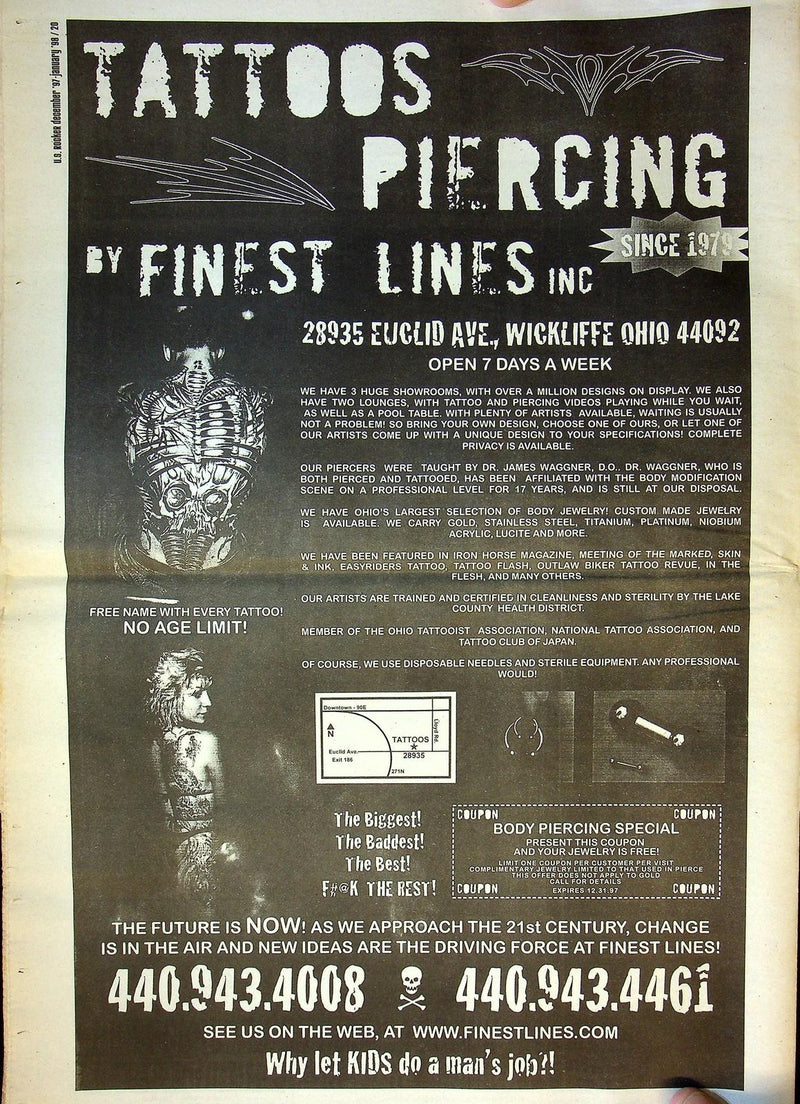 U.S. ROCKER december '97-january '98 / 20
TATTOOS
PIERCING
BY FINEST LINES INC
SINCE 1979
28935 EUCLID AVE., WICKLIFFE OHIO 44092
OPEN 7 DAYS A WEEK
WE HAVE 3 HUGE SHOWROOMS, WITH OVER A MILLION DESIGNS ON DISPLAY. WE ALSO
HAVE TWO LOUNGES, WITH TATTOO AND PIERCING VIDEOS PLAYING WHILE YOU WAIT,
AS WELL AS A POOL TABLE. WITH PLENTY OF ARTISTS AVAILABLE, WAITING IS USUALLY
NOT A PROBLEM! SO BRING YOUR OWN DESIGN, CHOOSE ONE OF OURS, OR LET ONE OF
OUR ARTISTS COME UP WITH A UNIQUE DESIGN TO YOUR SPECIFICATIONS! COMPLETE
PRIVACY IS AVAILABLE.
OUR PIERCERS WERE TAUGHT BY DR. JAMES WAGGNER, D.O.. DR. WAGGNER, WHO IS
BOTH PIERCED AND TATTOOED, HAS BEEN AFFILIATED WITH THE BODY MODIFICATION
SCENE ON A PROFESSIONAL LEVEL FOR 17 YEARS, AND IS STILL AT OUR DISPOSAL.
WE HAVE OHIO'S LARGEST SELECTION OF BODY JEWELRY! CUSTOM MADE JEWELRY
IS AVAILABLE. WE CARRY GOLD, STAINLESS STEEL, TITANIUM, PLATINUM, NIOBIUM
ACRYLIC, LUCITE AND MORE.
WE HAVE BEEN FEATURED IN IRON HORSE MAGAZINE, MEETING OF THE MARKED, SKIN
& INK, EASYRIDERS TATTOO, TATTOO FLASH, OUTLAW BIKER TATTOO REVUE, IN THE
FLESH, AND MANY OTHERS.
OUR ARTISTS ARE TRAINED AND CERTIFIED IN CLEANLINESS AND STERILITY BY THE LAKE
COUNTY HEALTH DISTRICT.
MEMBER OF THE OHIO TATTOOIST ASSOCIATION, NATIONAL TATTOO ASSOCIATION, AND
TATTOO CLUB OF JAPAN.
OF COURSE, WE USE DISPOSABLE NEEDLES AND STERILE EQUIPMENT. ANY PROFESSIONAL
WOULD!
FREE NAME WITH EVERY TATTOO!
NO AGE LIMIT!
Downtown - 90E
N
Lloyd Rd.
TATTOOS
Euclid Ave.
28935
Exit 186
271N
The Biggest!
The Baddest!
The Best!
F#@K THE REST!
COUPON COUPON
BODY PIERCING SPECIAL
PRESENT THIS COUPON
AND YOUR JEWELRY IS FREE!
LIMIT ONE COUPON PER CUSTOMER PER VISIT
COMPLIMENTARY JEWELRY LIMITED TO THAT USED IN PIERCE
THIS OFFER DOES NOT APPLY TO GOLD
CALL FOR DETAILS
COUPON EXPIRES 12.31.97 COUPON
THE FUTURE IS NOW! AS WE APPROACH THE 21st CENTURY, CHANGE
IS IN THE AIR AND NEW IDEAS ARE THE DRIVING FORCE AT FINEST LINES!
440.943.4008 440.943.4461
SEE US ON THE WEB, AT WWW.FINESTLINES.COM
Why let KIDS do a man's job?!